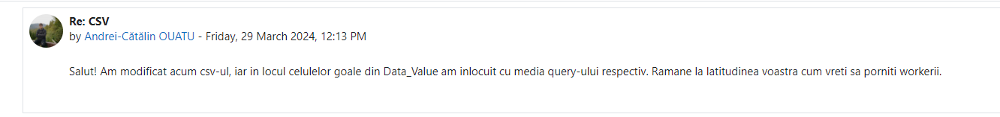 Re: CSV
by Andrei-Cătălin OUATU - Friday, 29 March 2024, 12:13 PM
Salut! Am modificat acum csv-ul, iar in locul celulelor goale din Data_Value am inlocuit cu media query-ului respectiv. Ramane la latitudinea voastra cum vreti sa porniti workerii.